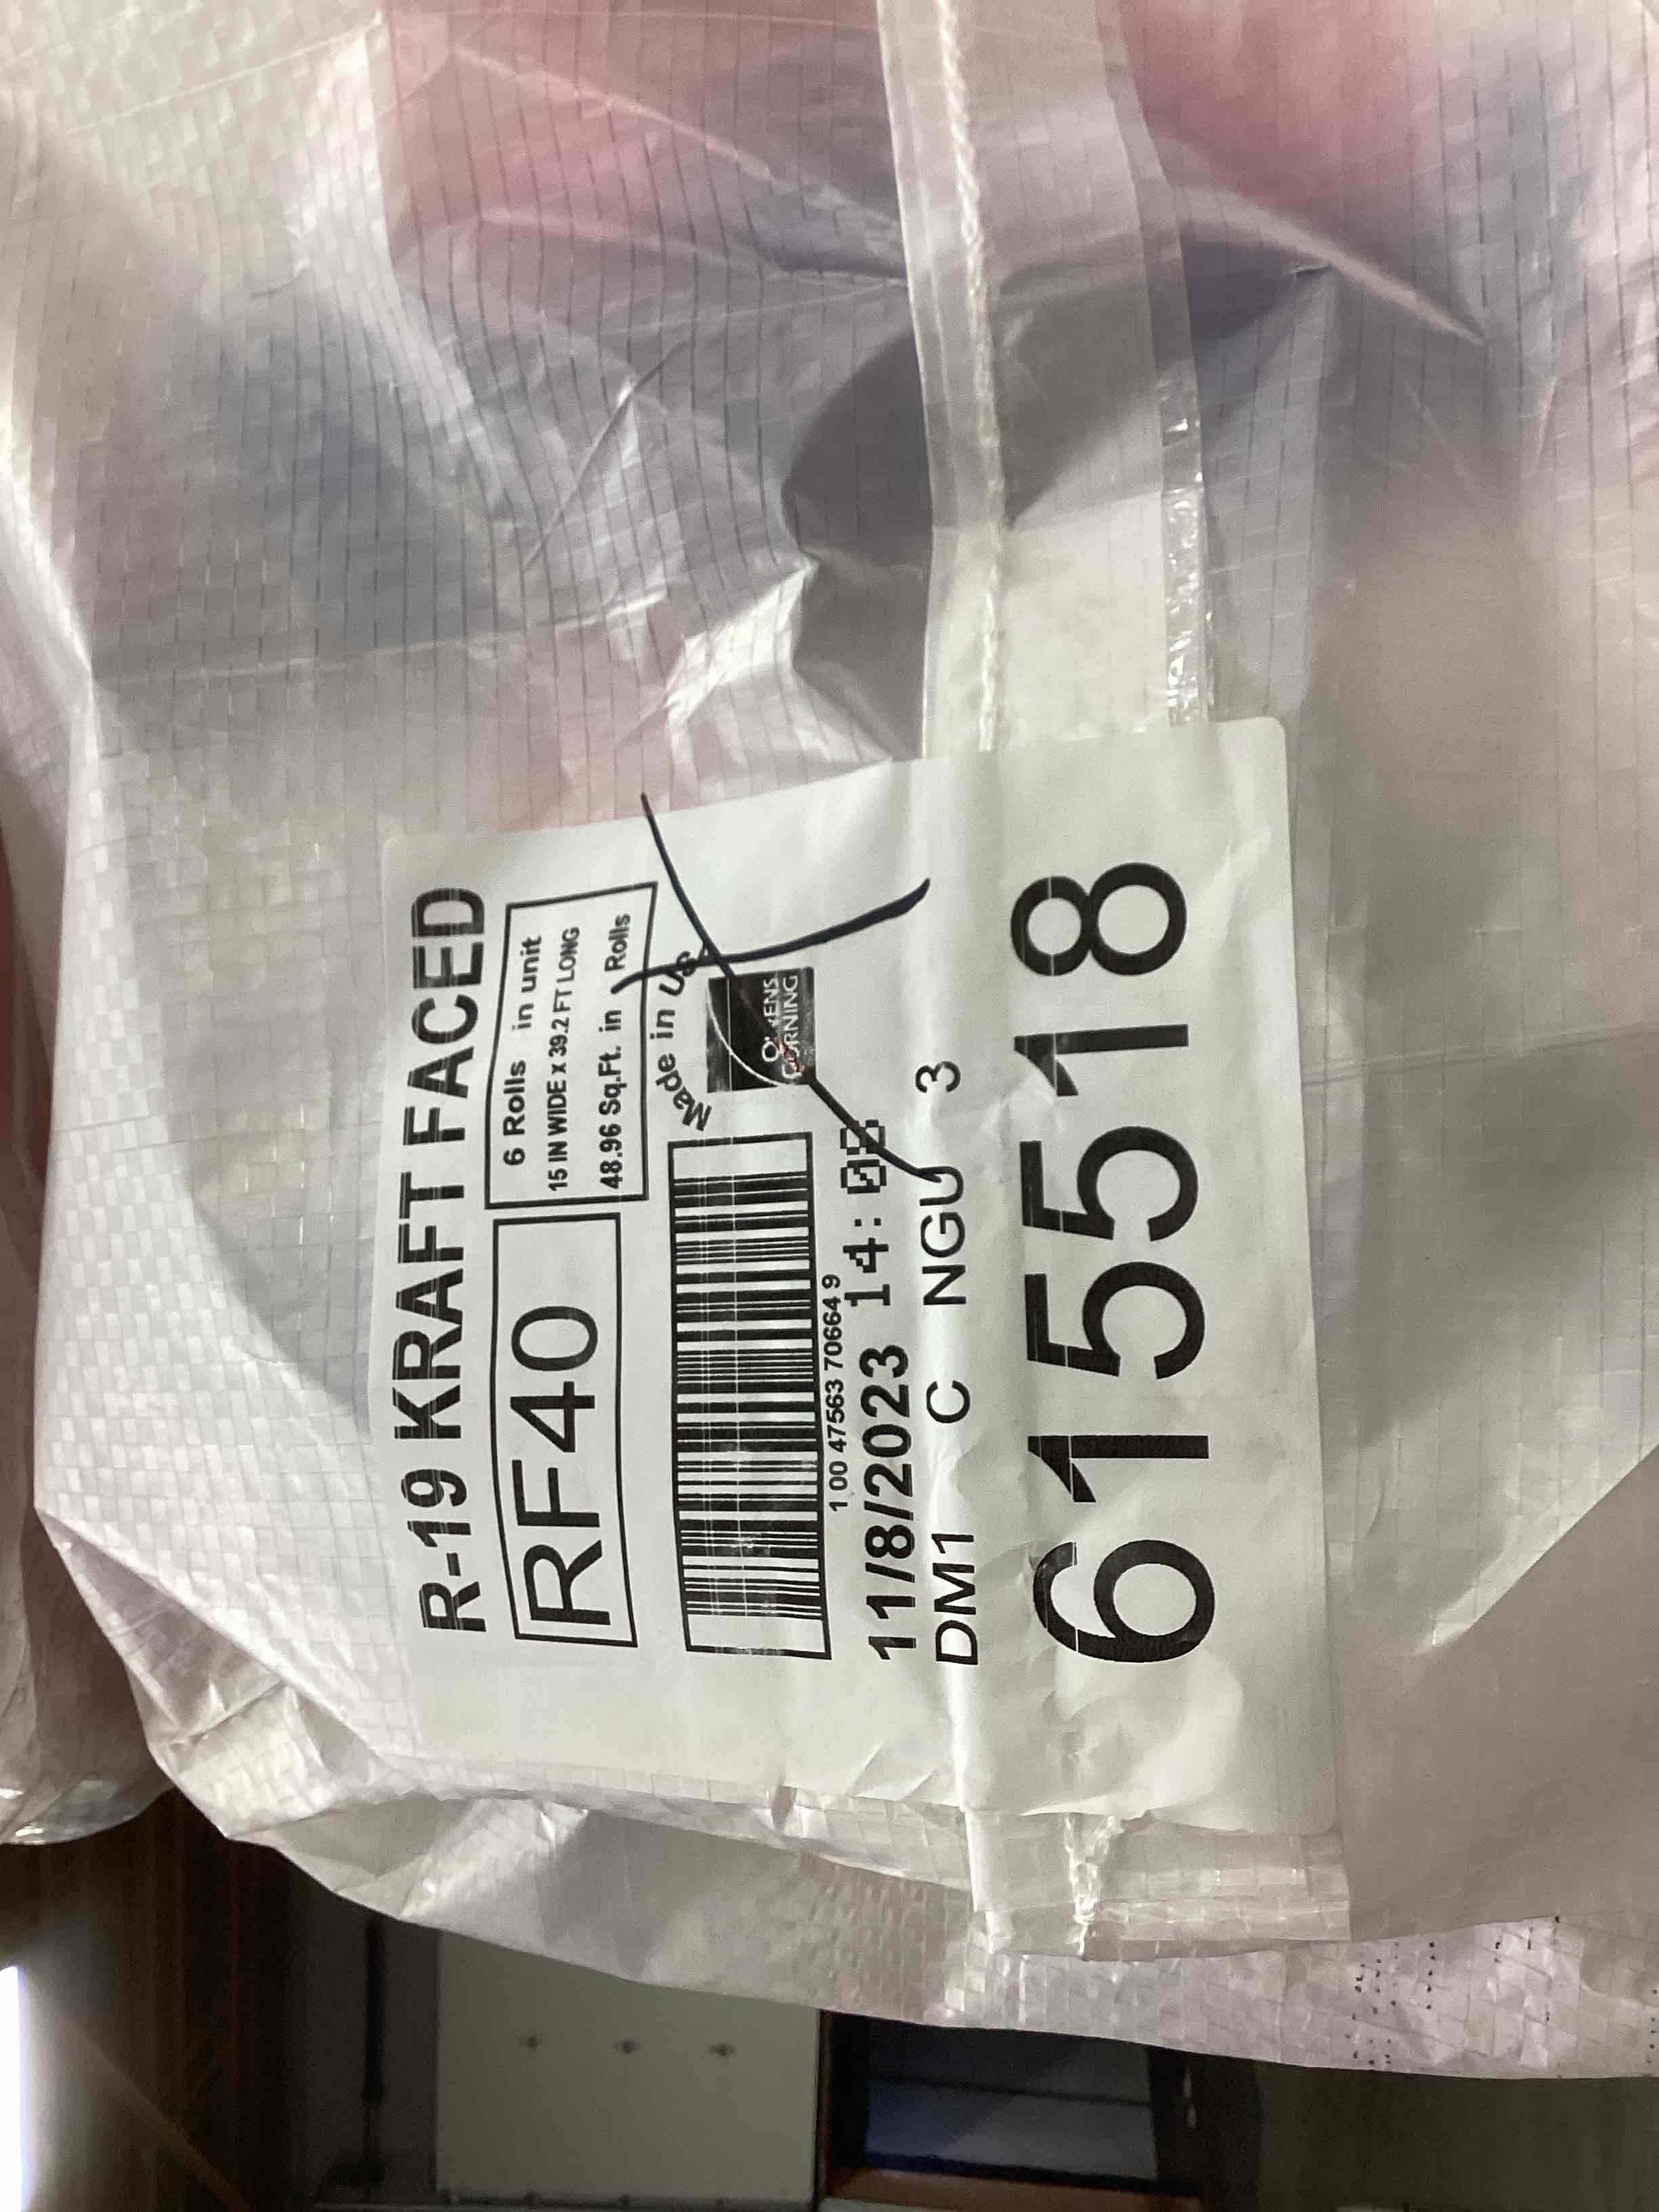 R-19 KRAFT FACED
RF40
6 Rolls in unit
15 IN WIDE x 39.2 FT LONG
48.96 Sq.Ft. in Rolls
Made in
OWENS
CORNING
1 00 47563 70664 9
11/8/2023 14:
DM1 C NGU 3
615518